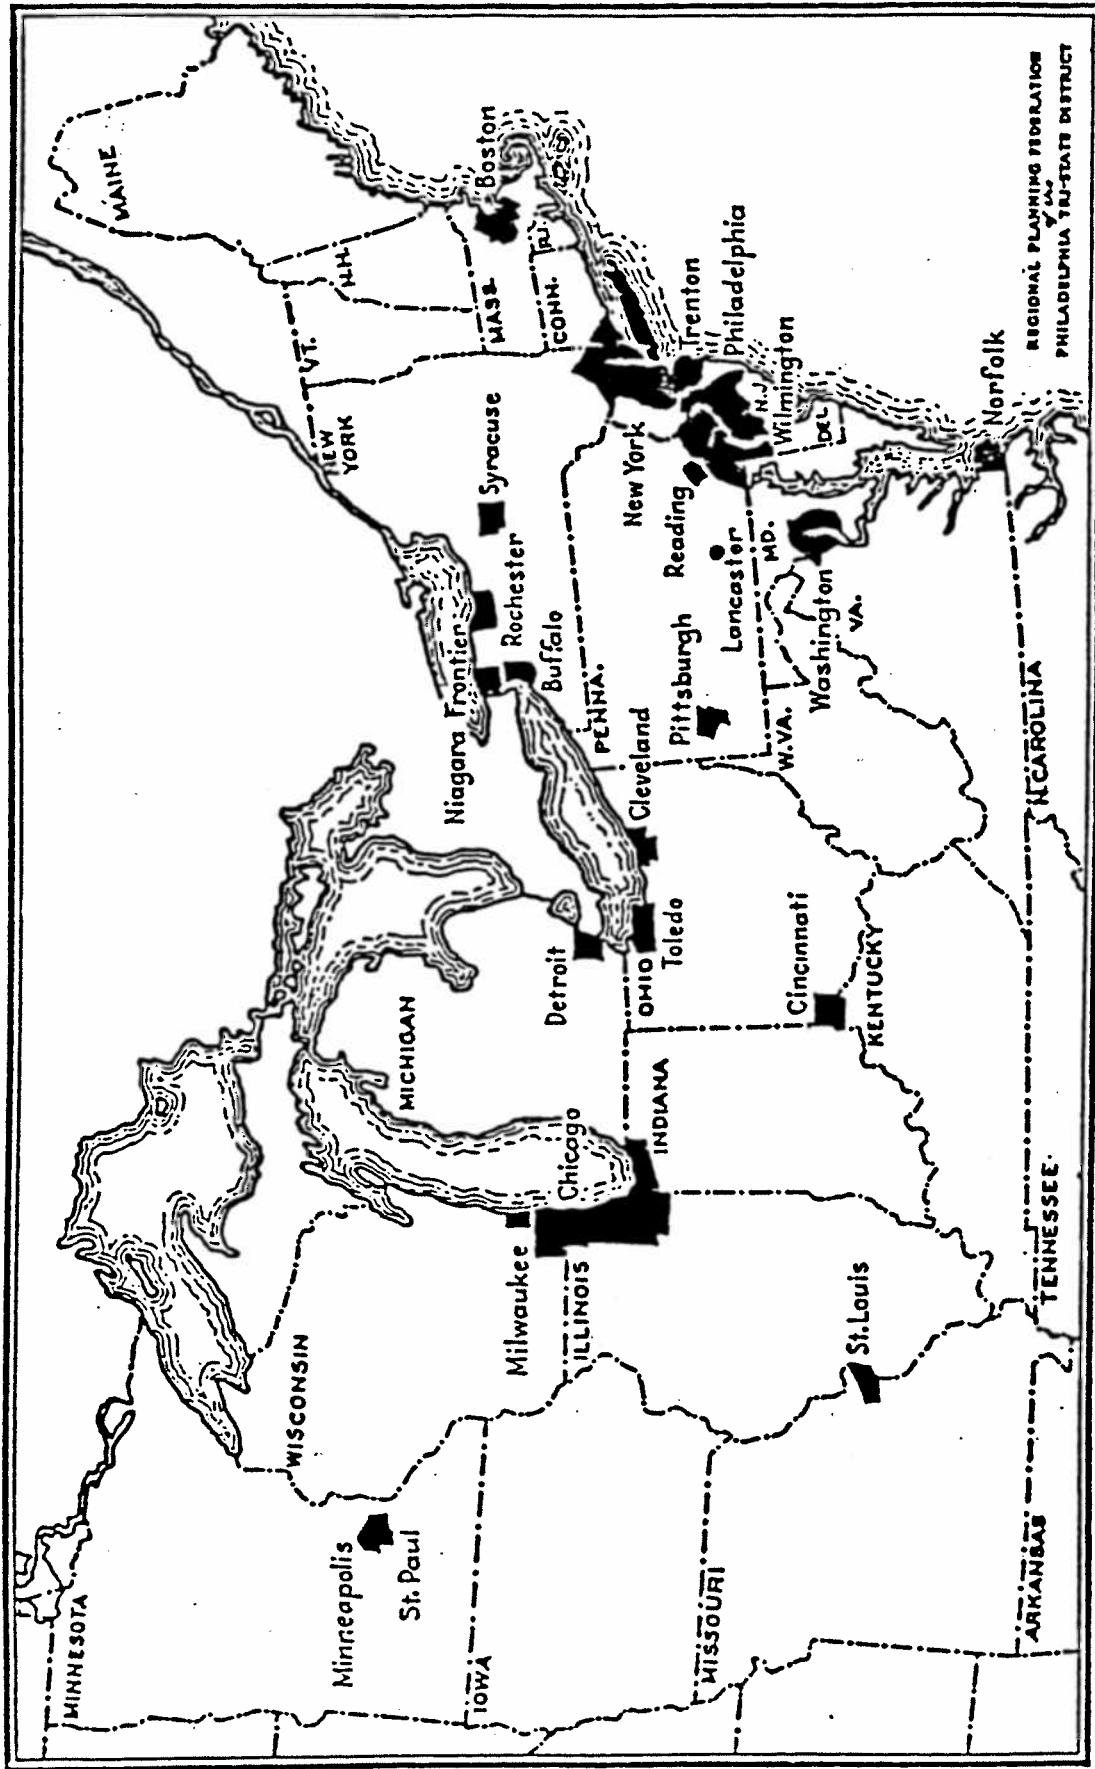 MAINE
N.H.
VT.
NEW
YORK
MASS.
CONN.
R.I.
Boston
Syracuse
Rochester
Niagara Frontier
Buffalo
New York
Trenton
Philadelphia
N.J.
Wilmington
DEL.
Reading
Lancaster
MD.
Washington
VA.
Norfolk
PENNA.
Pittsburgh
W.VA.
Cleveland
N.CAROLINA
Detroit
Toledo
OHIO
Cincinnati
KENTUCKY
MICHIGAN
INDIANA
Chicago
Milwaukee
ILLINOIS
WISCONSIN
St.Louis
TENNESSEE
Minneapolis
St. Paul
MINNESOTA
IOWA
MISSOURI
ARKANSAS
REGIONAL PLANNING FEDERATION
of the
PHILADELPHIA TRI-STATE DISTRICT